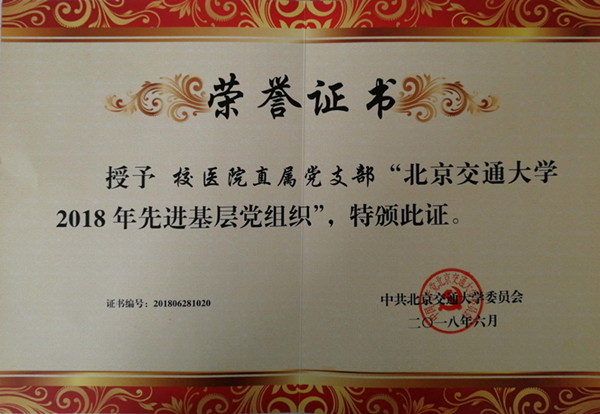 荣誉证书
授予 校医院直属党支部“北京交通大学
2018年先进基层党组织”，特颁此证。
证书编号：201806281020
中共北京交通大学委员会
二〇一八年六月